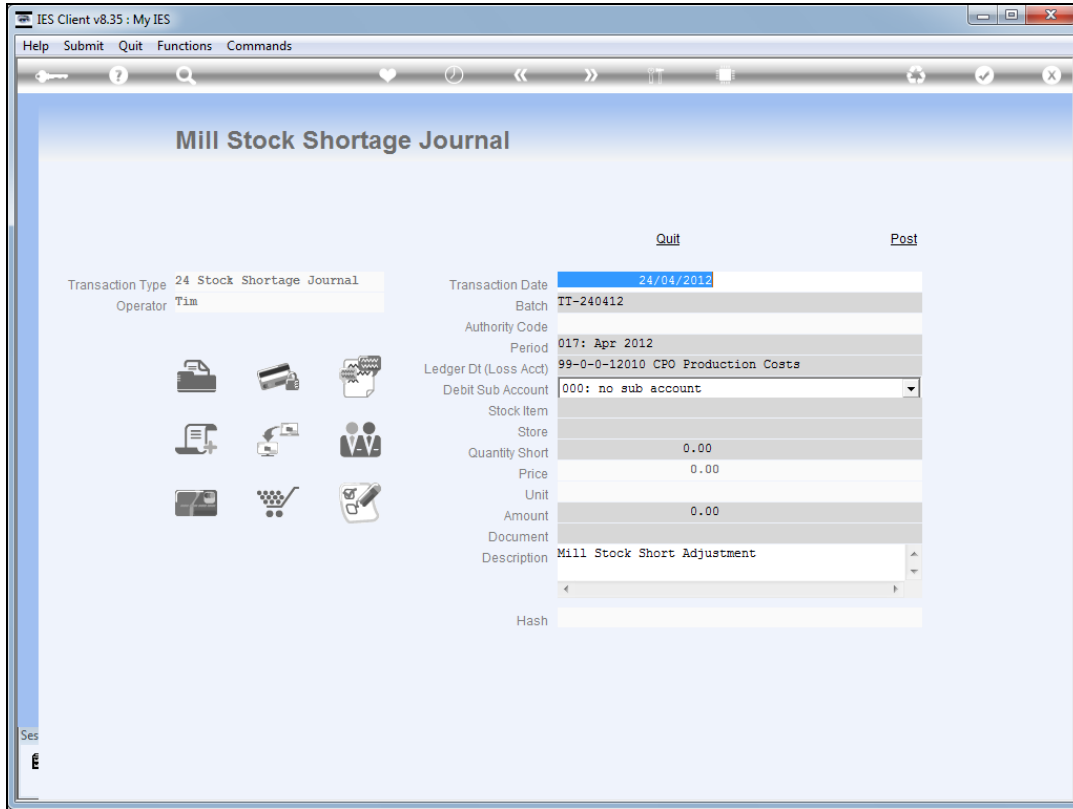 IES Client v8.35 : My IES
Help Submit Quit Functions Commands
Mill Stock Shortage Journal
Quit Post
Transaction Type 24 Stock Shortage Journal
Operator Tim
Transaction Date 24/04/2012
Batch TT-240412
Authority Code
Period 017: Apr 2012
Ledger Dt (Loss Acct) 99-0-0-12010 CPO Production Costs
Debit Sub Account 000: no sub account
Stock Item
Store
Quantity Short 0.00
Price 0.00
Unit
Amount 0.00
Document
Description Mill Stock Short Adjustment
Hash
Ses